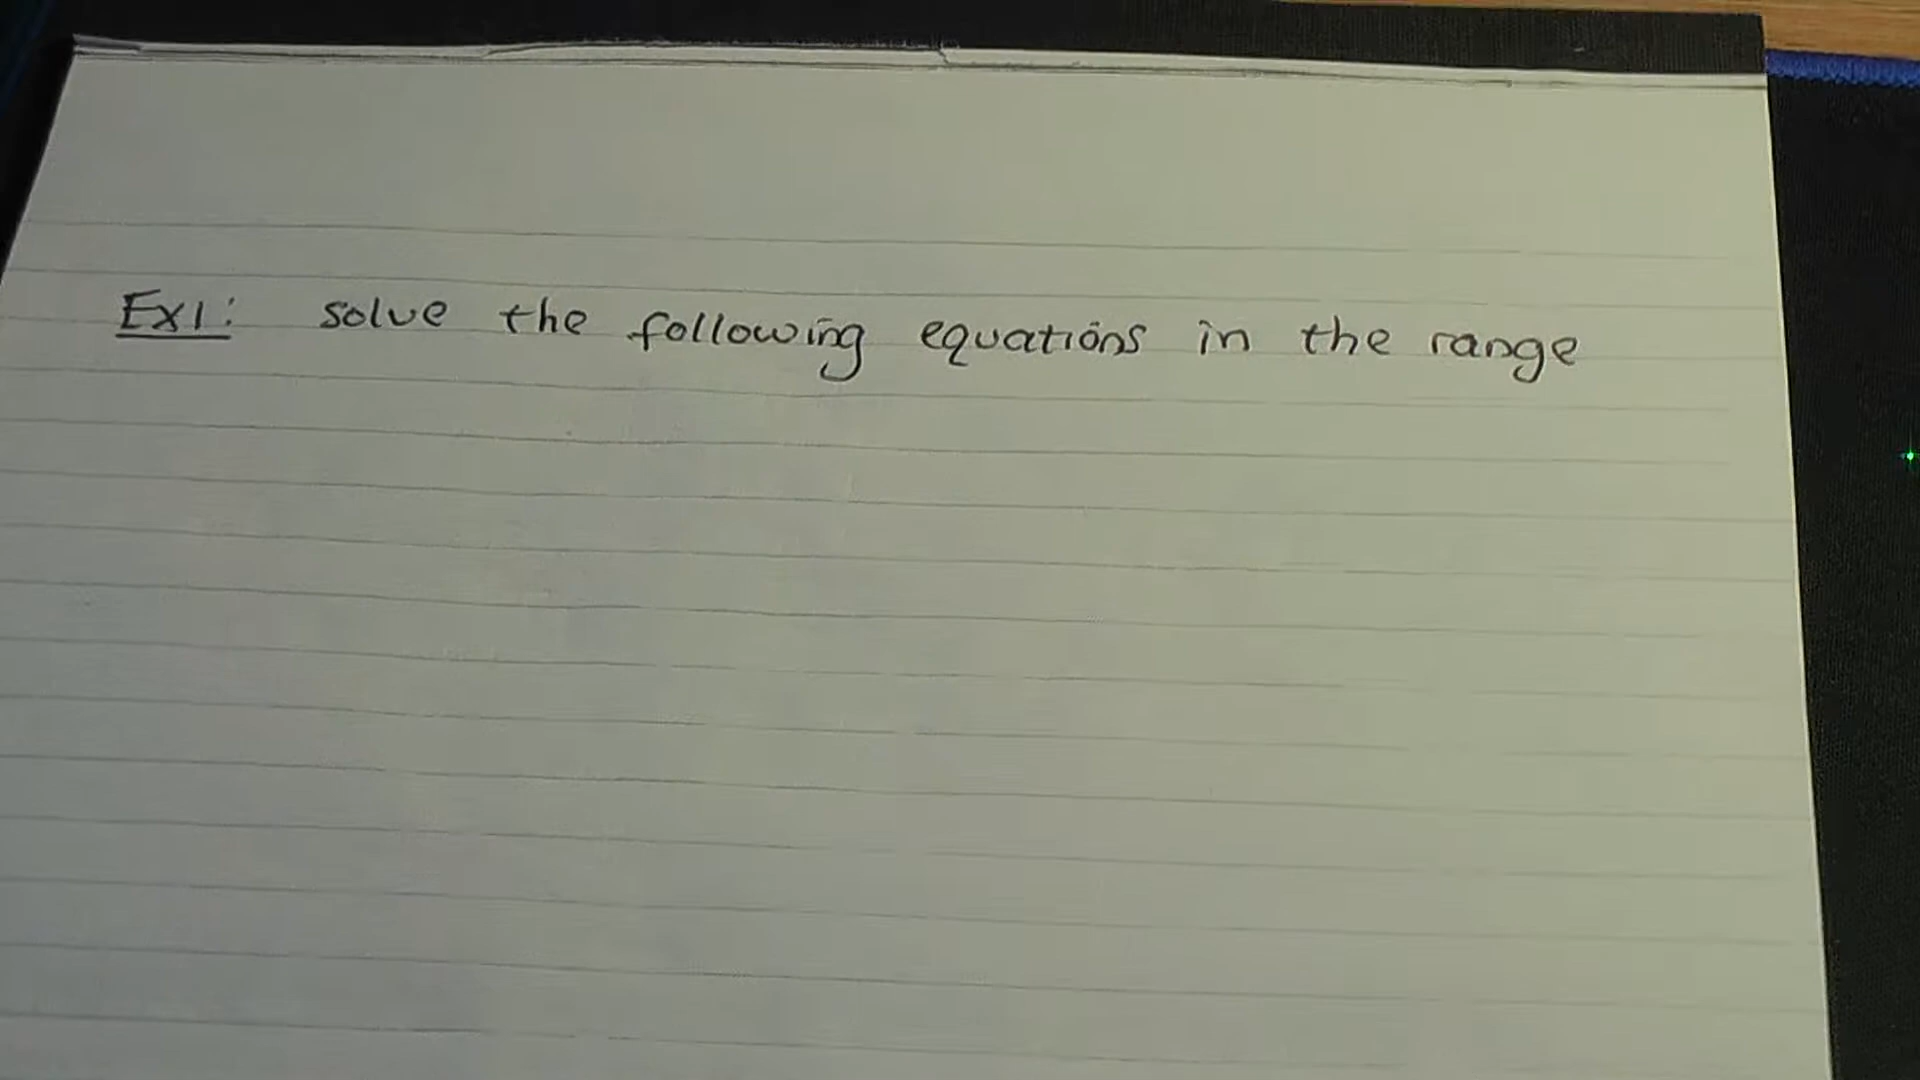 Ex1: solve the following equations in the range